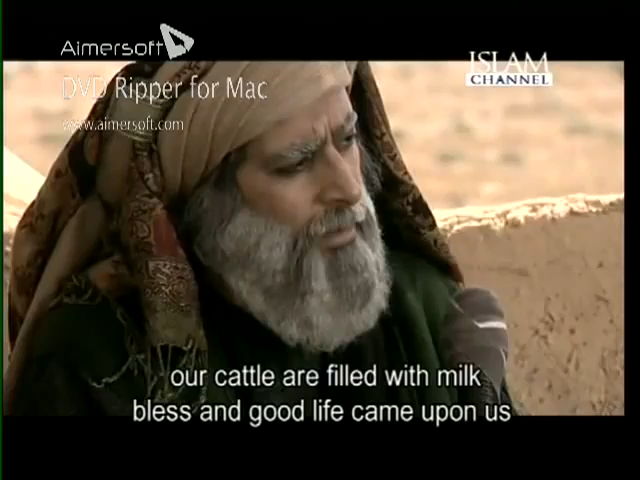 Aimersoft
DVD Ripper for Mac
www.aimersoft.com
ISLAM
CHANNEL
our cattle are filled with milk
bless and good life came upon us